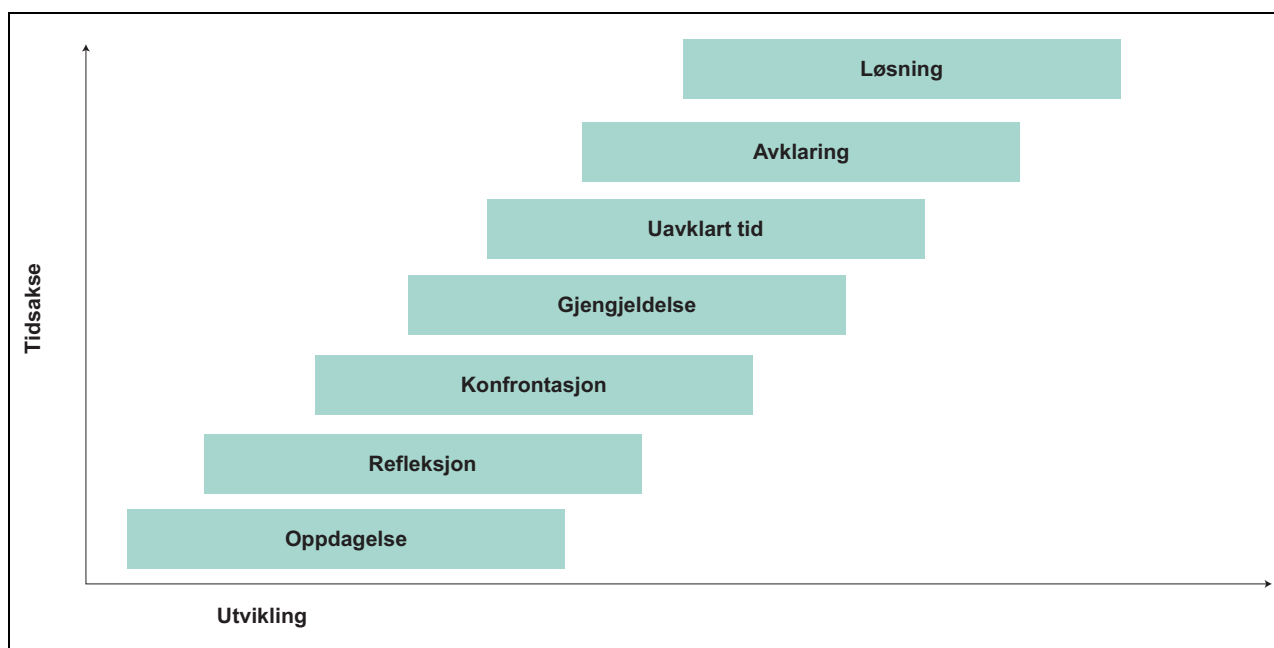 Løsning
Avklaring
Uavklart tid
Gjengjeldelse
Tidsakse
Konfrontasjon
Refleksjon
Oppdagelse
Utvikling